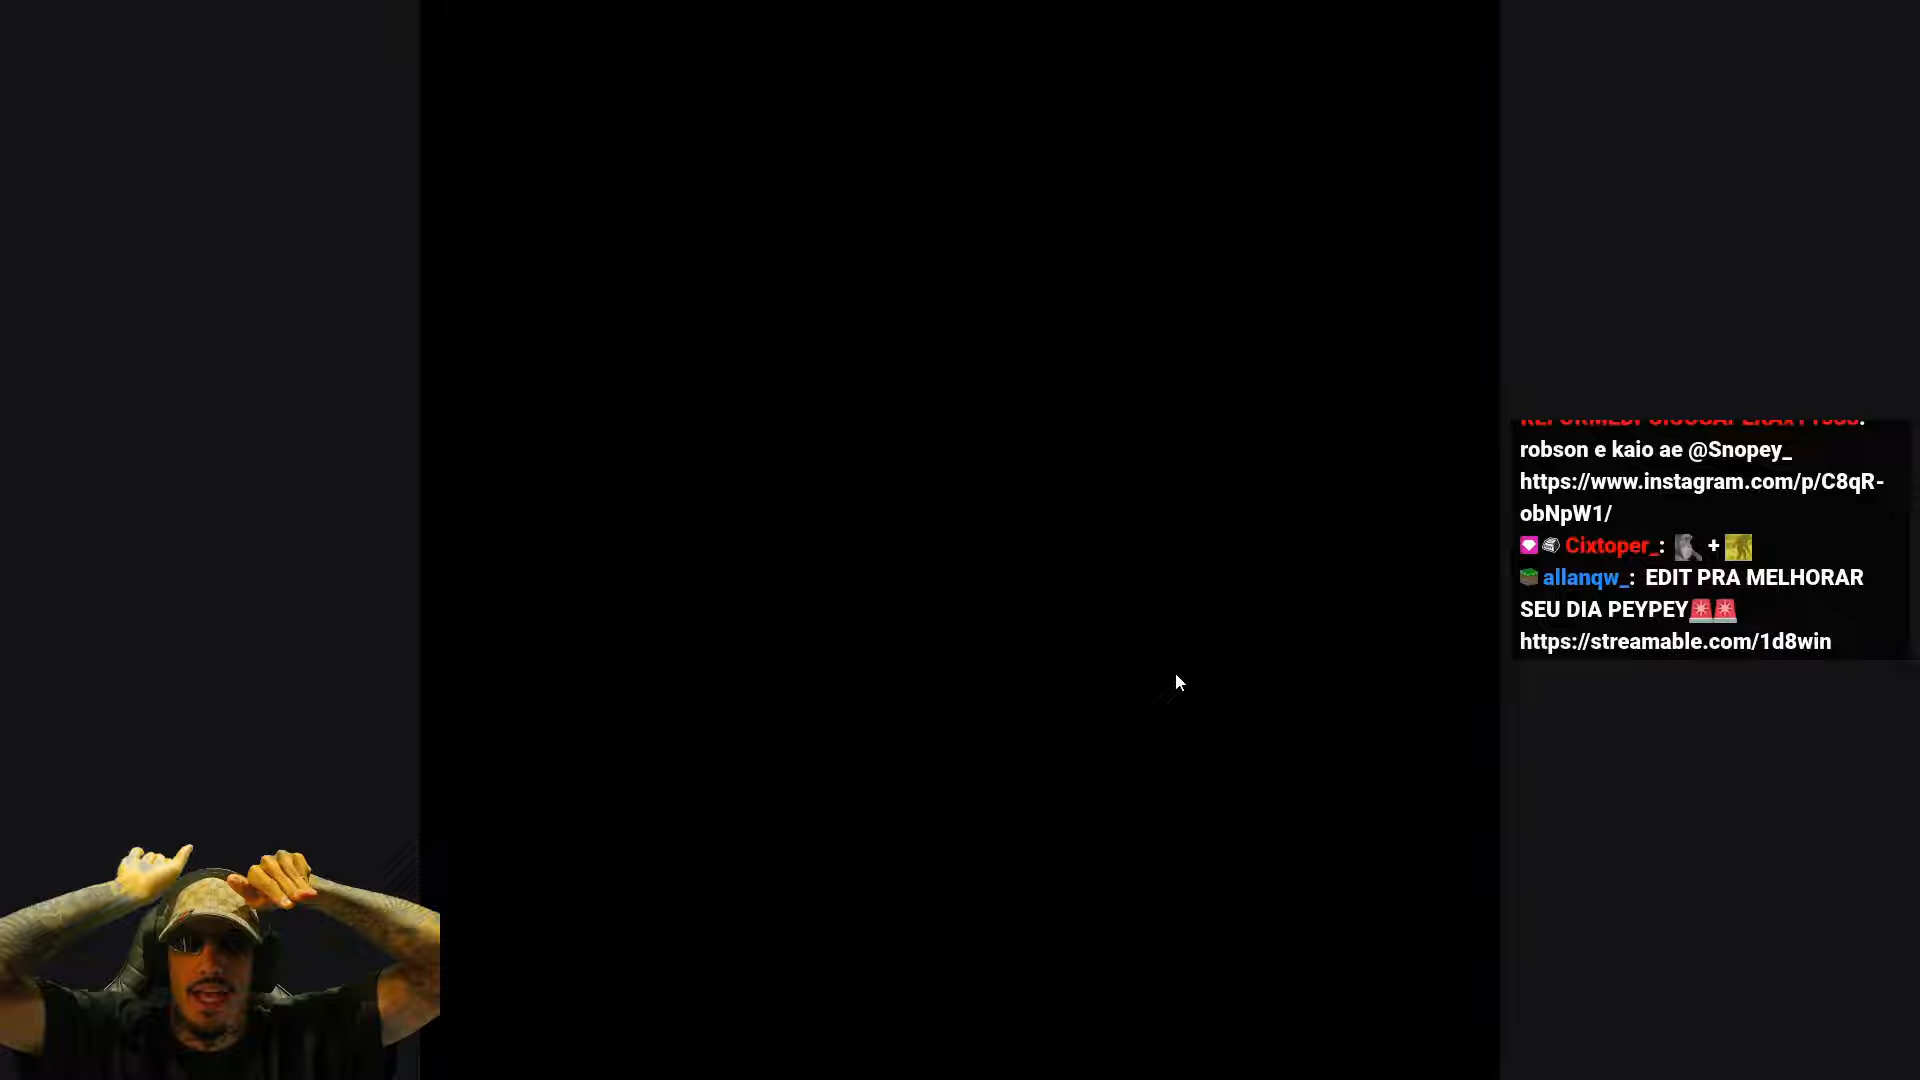 robson e kaio ae @Snopey_
https://www.instagram.com/p/C8qR-
obNpW1/
Cixtoper_: +
allanqw_: EDIT PRA MELHORAR
SEU DIA PEYPEY🚨🚨
https://streamable.com/1d8win